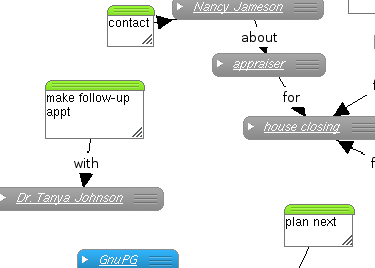 Nancy Jameson
contact
about
appraiser
make follow-up
appt
for
house closing
with
Dr. Tanya Johnson
plan next
GnuPG